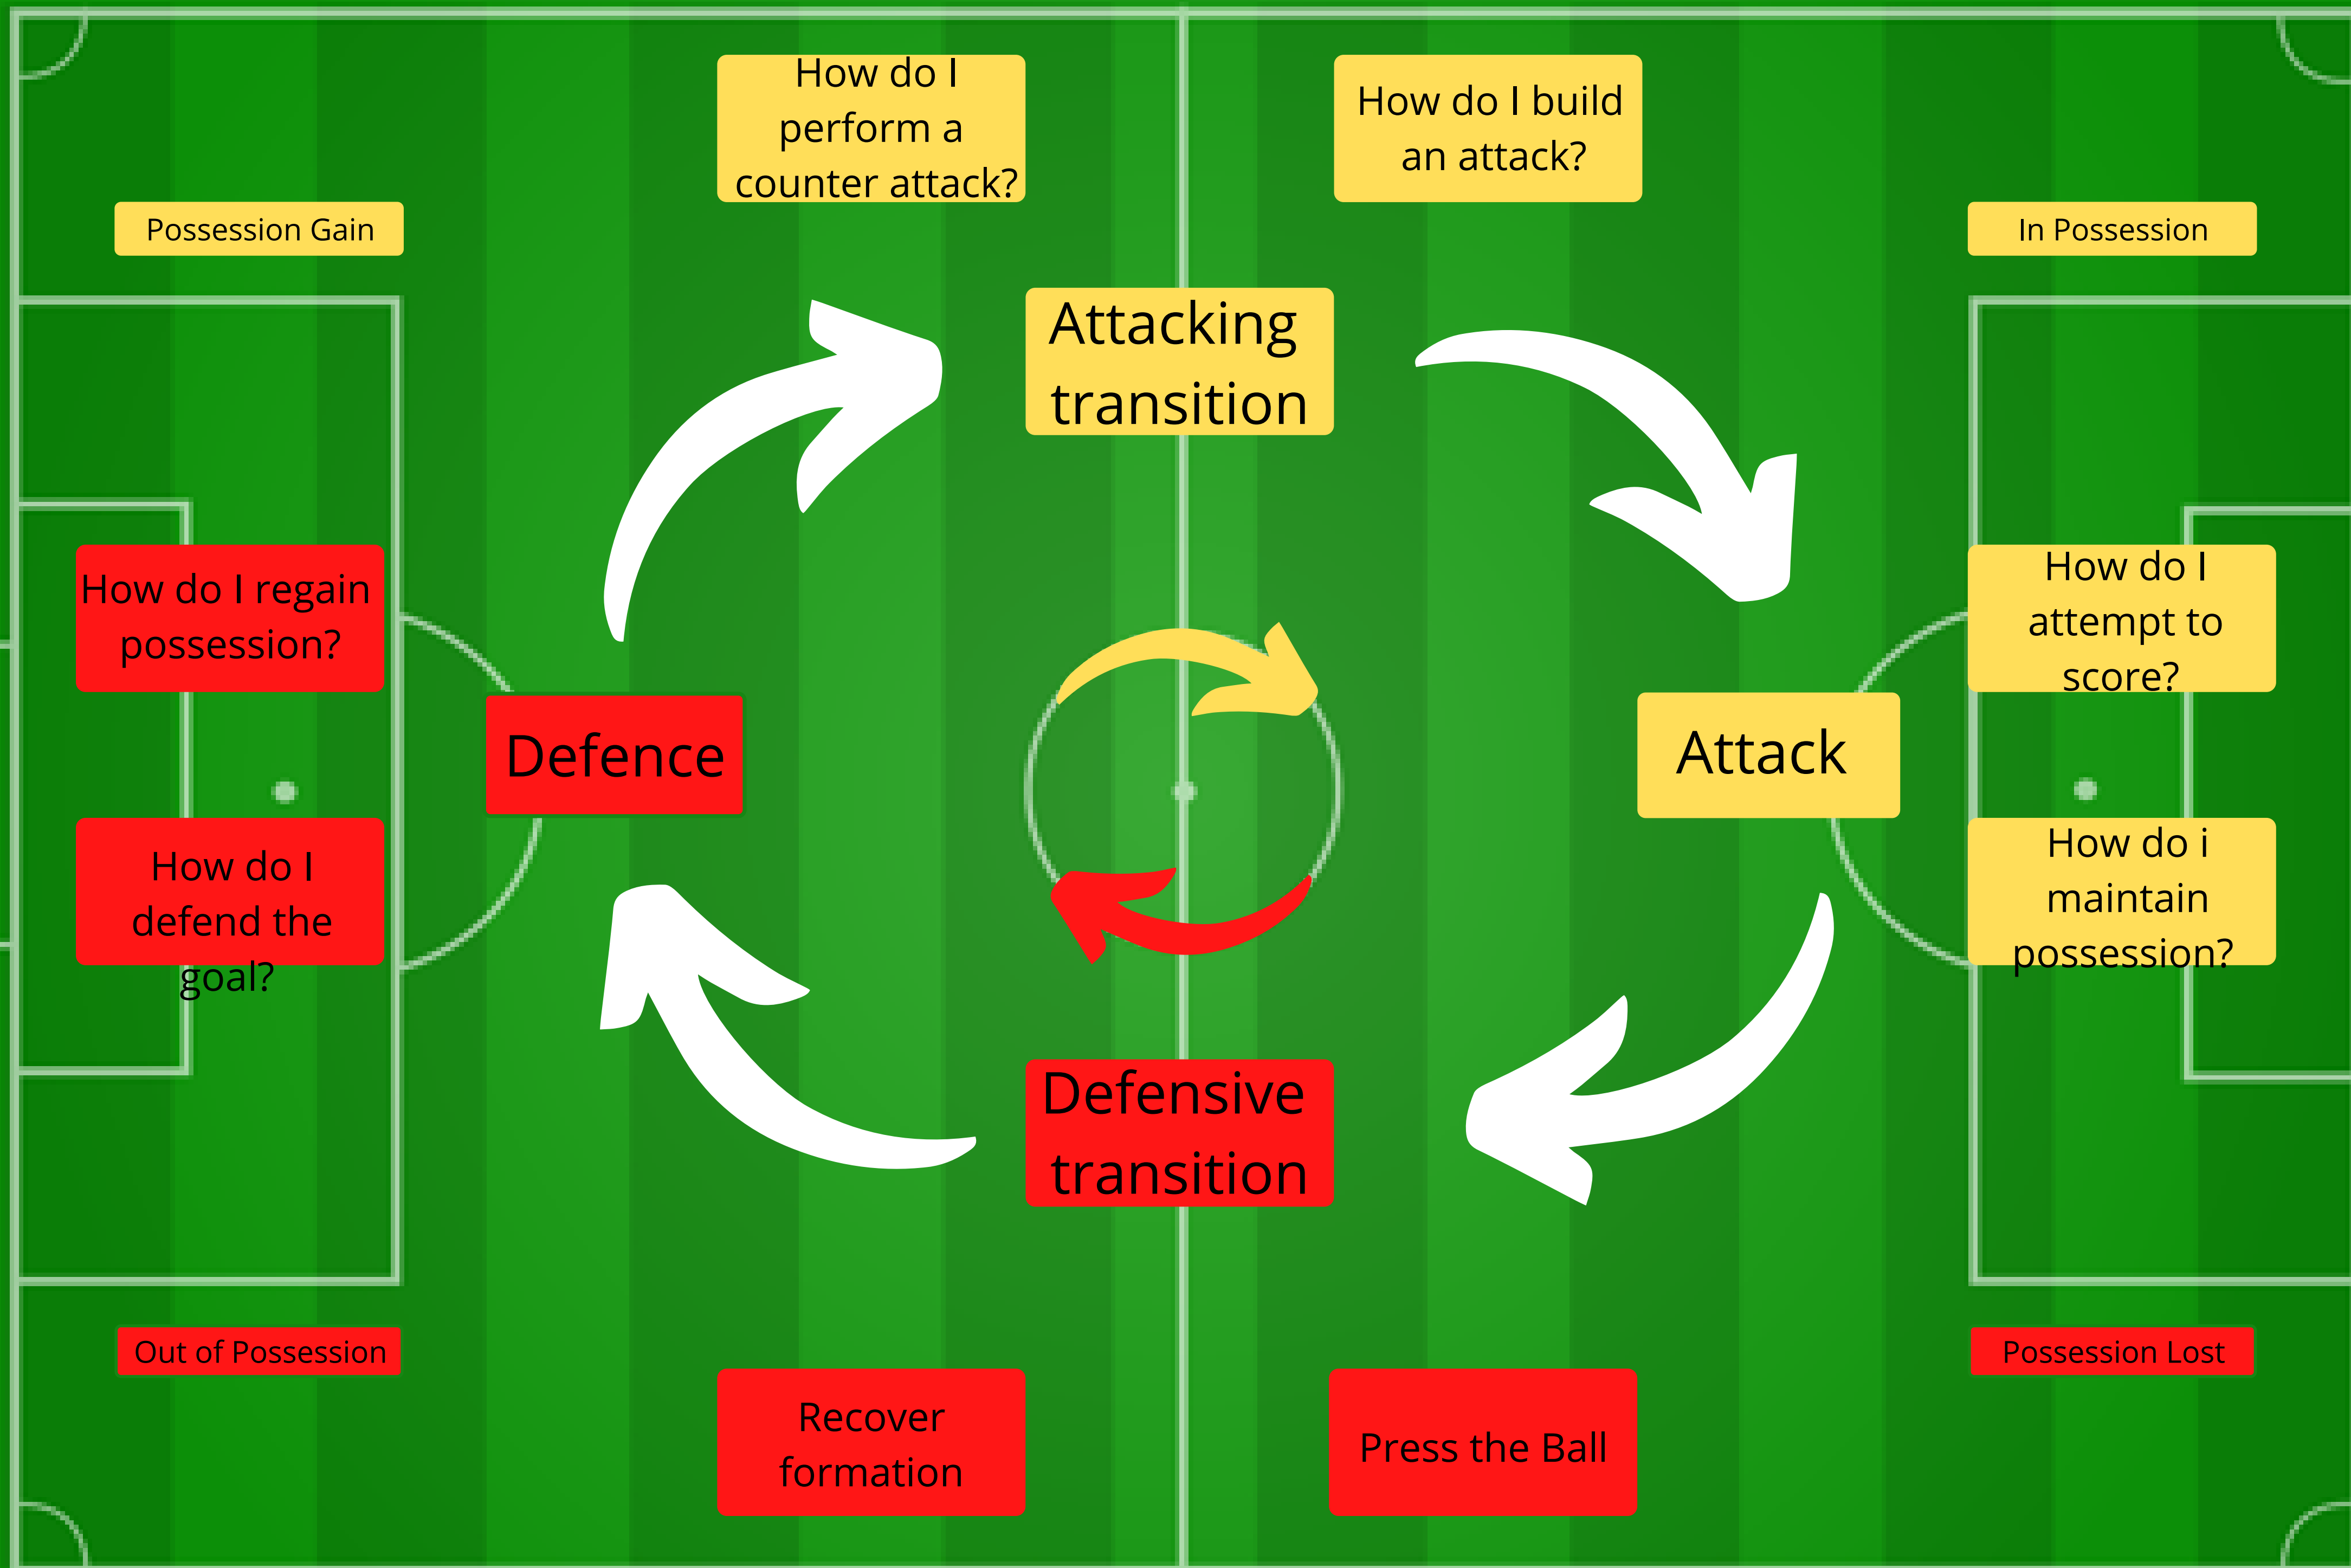 How do I
perform a
counter attack?
How do I build
an attack?
Possession Gain
In Possession
Attacking
transition
How do I regain
possession?
How do I
attempt to
score?
Defence
Attack
How do I
defend the
goal?
How do i
maintain
possession?
Defensive
transition
Out of Possession
Possession Lost
Recover
formation
Press the Ball